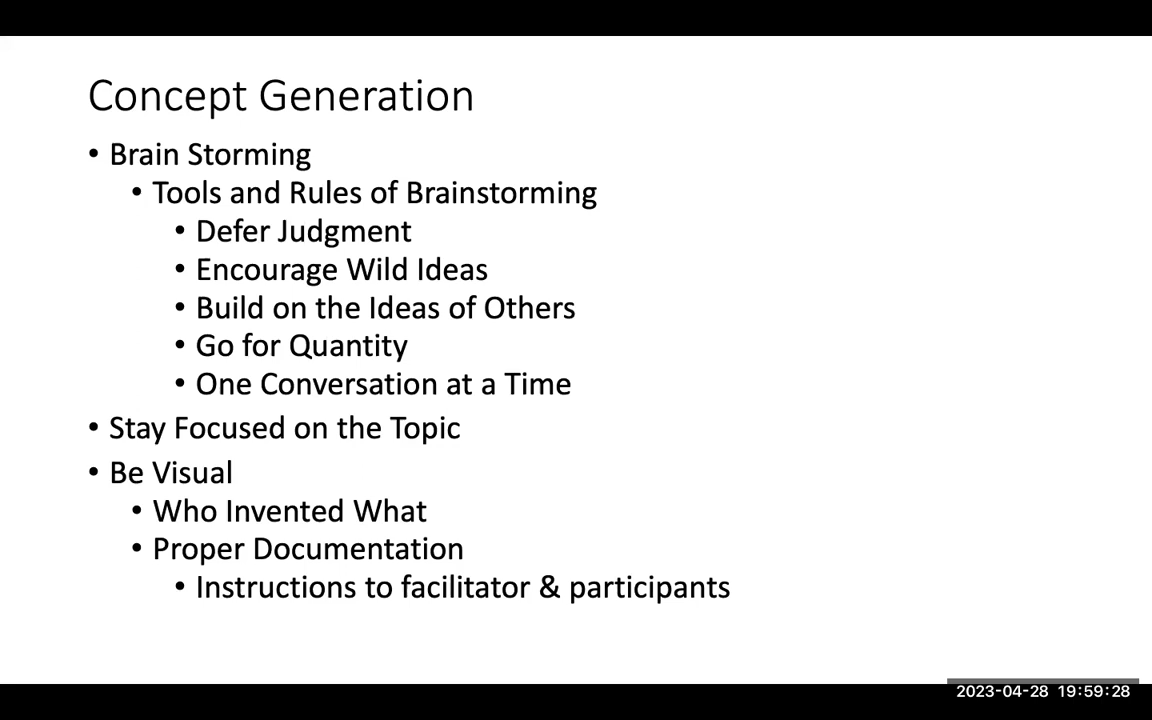 Concept Generation
• Brain Storming
• Tools and Rules of Brainstorming
• Defer Judgment
• Encourage Wild Ideas
• Build on the Ideas of Others
• Go for Quantity
• One Conversation at a Time
• Stay Focused on the Topic
• Be Visual
• Who Invented What
• Proper Documentation
• Instructions to facilitator & participants
2023-04-28 19:59:28